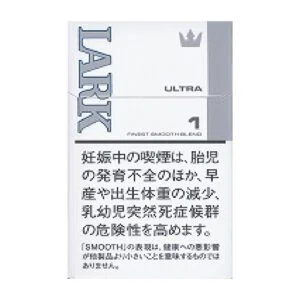 LARK
ULTRA
1
FINEST SMOOTH BLEND
妊娠中の喫煙は、胎児
の発育不全のほか、早
産や出生体重の減少、
乳幼児突然死症候群
の危険性を高めます。
「SMOOTH」の表現は、健康への悪影響
が他製品より小さいことを意味するものでは
ありません。